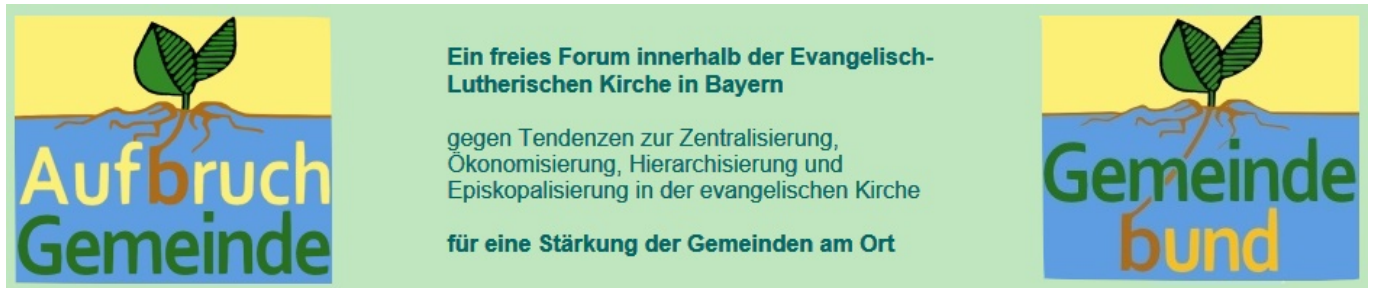 Aufbruch
Gemeinde
Ein freies Forum innerhalb der Evangelisch-
Lutherischen Kirche in Bayern
gegen Tendenzen zur Zentralisierung,
Ökonomisierung, Hierarchisierung und
Episkopalisierung in der evangelischen Kirche
für eine Stärkung der Gemeinden am Ort
Gemeinde
bund